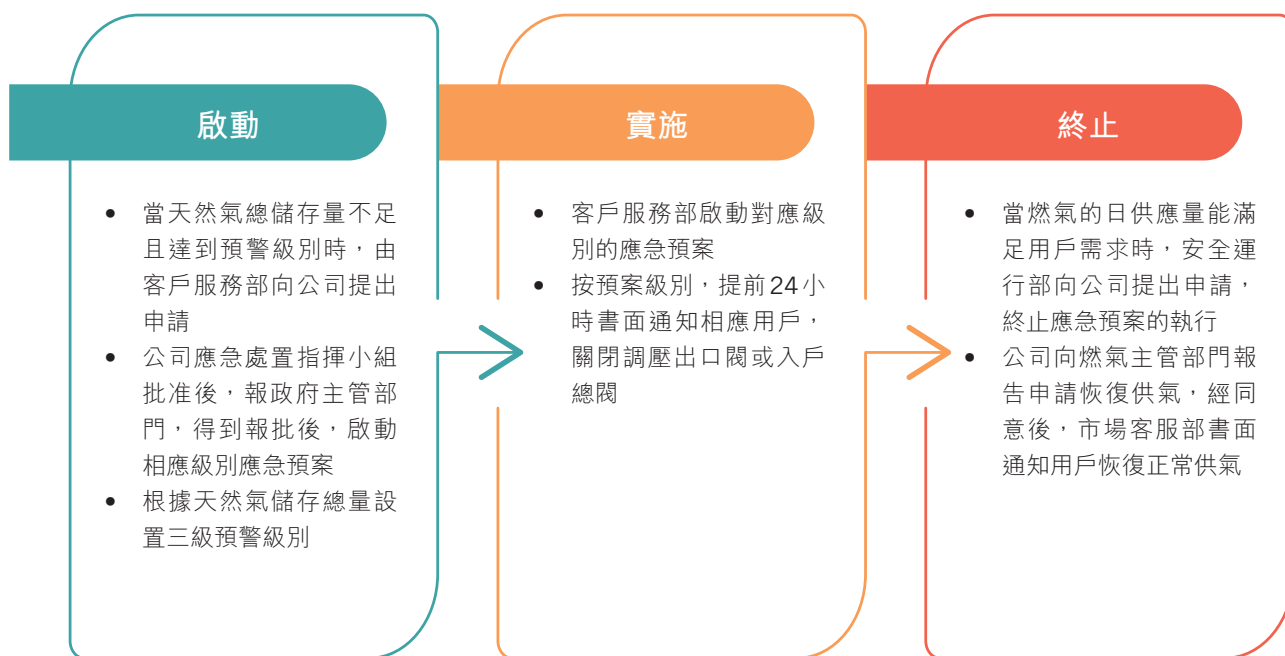 啟動
• 當天然氣總儲存量不足
且達到預警級別時，由
客戶服務部向公司提出
申請
• 公司應急處置指揮小組
批准後，報政府主管部
門，得到報批後，啟動
相應級別應急預案
• 根據天然氣儲存總量設
置三級預警級別
實施
• 客戶服務部啟動對應級
別的應急預案
• 按預案級別，提前24小
時書面通知相應用戶，
關閉調壓出口閥或入戶
總閥
終止
• 當燃氣的日供應量能滿
足用戶需求時，安全運
行部向公司提出申請，
終止應急預案的執行
• 公司向燃氣主管部門報
告申請恢復供氣，經同
意後，市場客服部書面
通知用戶恢復正常供氣